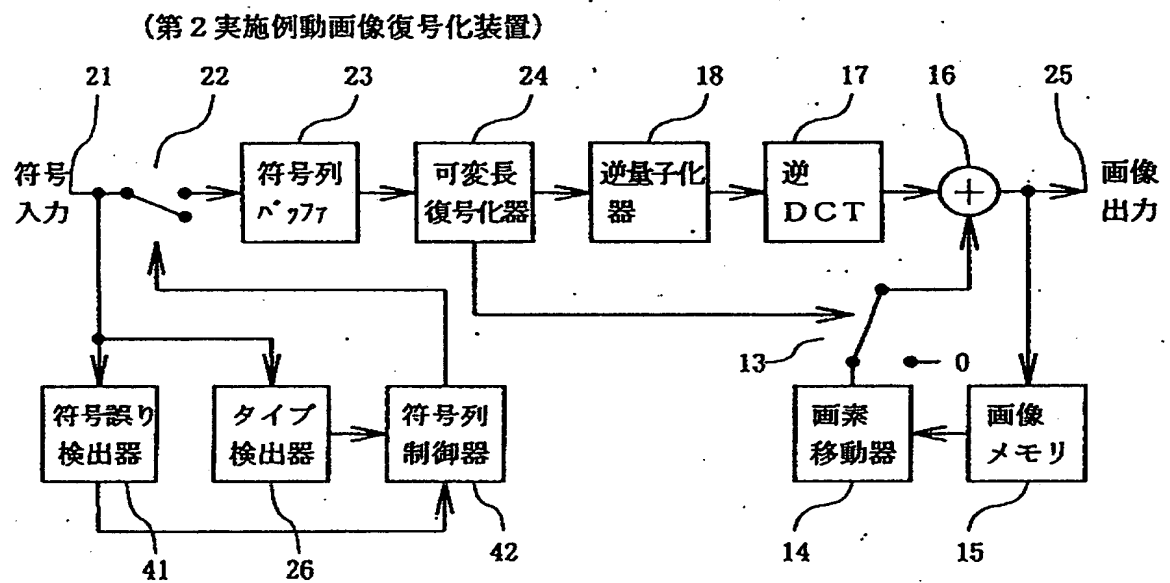 (第2実施例動画像復号化装置)
21
22
23
24
18
17
16
25
符号
入力
符号列
バッファ
可変長
復号化器
逆量子化
器
逆
DCT
＋
画像
出力
13
0
符号誤り
検出器
タイプ
検出器
符号列
制御器
画素
移動器
画像
メモリ
41
26
42
14
15